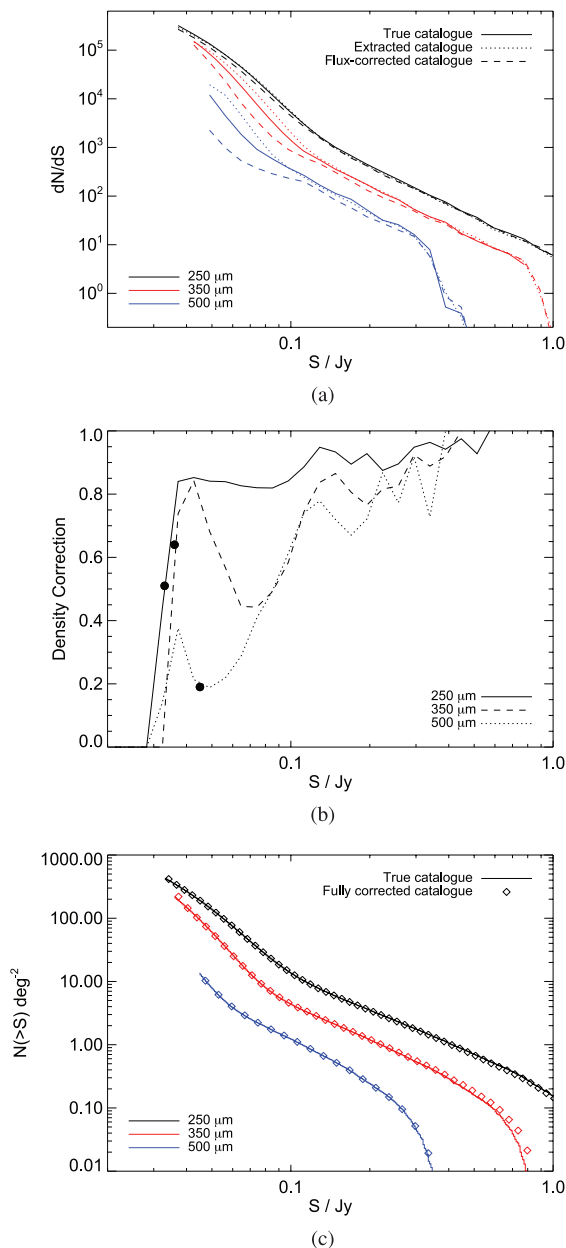 True catalogue
Extracted catalogue
Flux-corrected catalogue
dN/dS
10^5
10^4
10^3
10^2
10^1
10^0
250 μm
350 μm
500 μm
0.1 1.0
S / Jy
(a)
Density Correction
1.0
0.8
0.6
0.4
0.2
0.0
250 μm
350 μm
500 μm
0.1 1.0
S / Jy
(b)
N(>S) deg^-2
1000.00
100.00
10.00
1.00
0.10
0.01
True catalogue
Fully corrected catalogue
250 μm
350 μm
500 μm
0.1 1.0
S / Jy
(c)